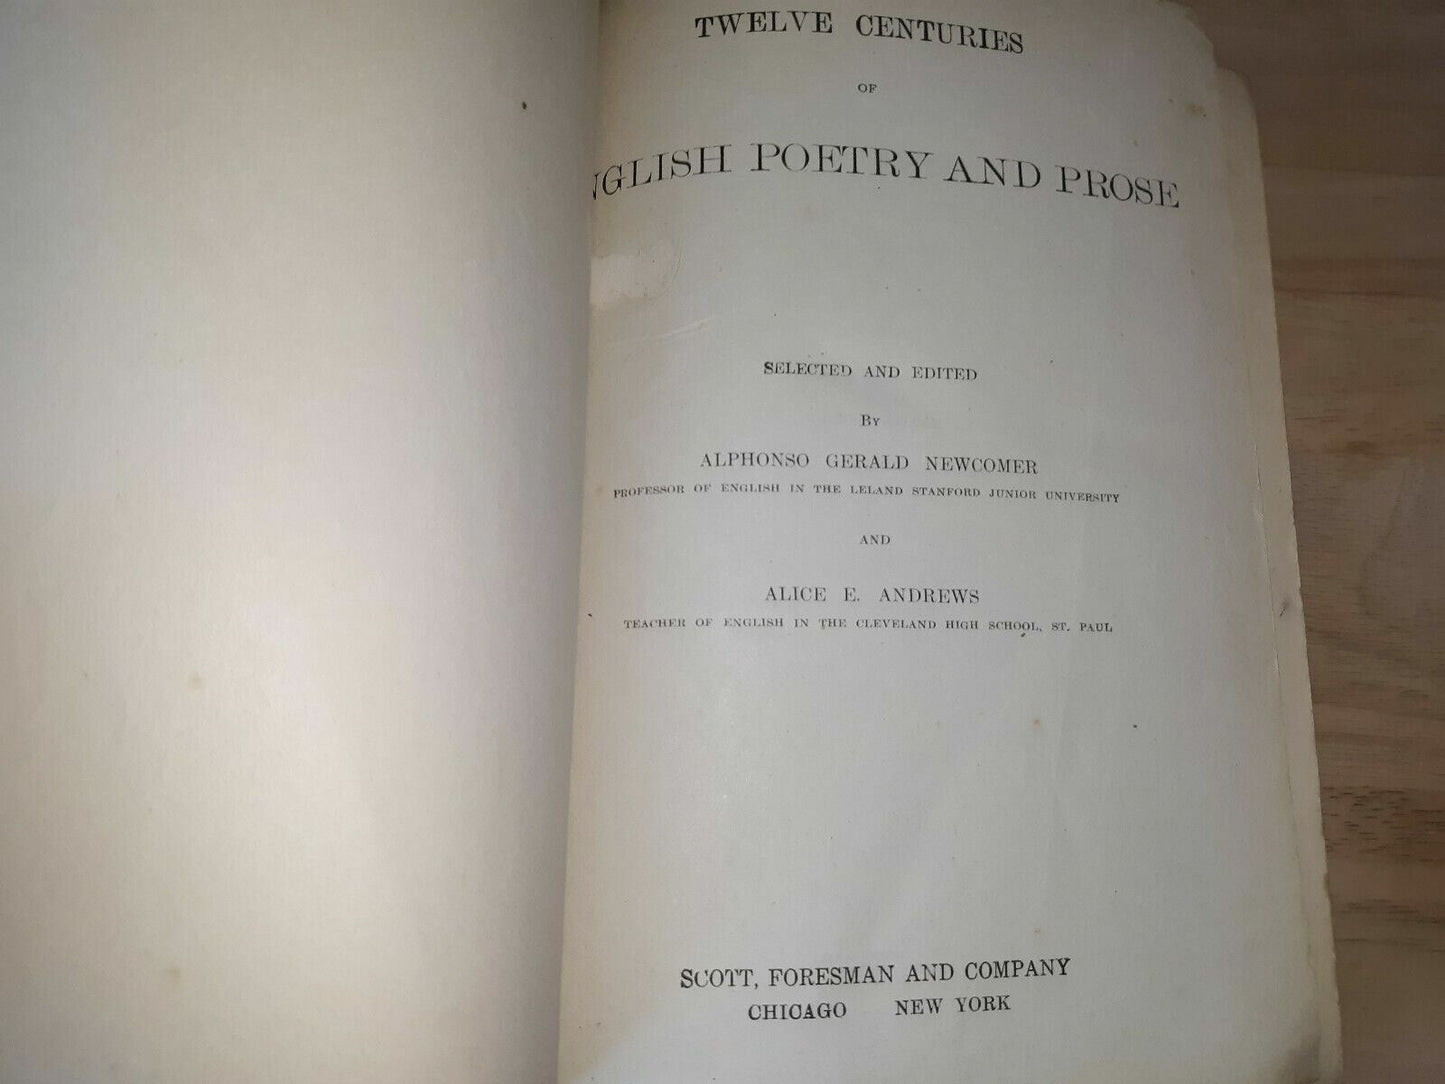 TWELVE CENTURIES
OF
NGLISH POETRY AND PROSE
SELECTED AND EDITED
BY
ALPHONSO GERALD NEWCOMER
PROFESSOR OF ENGLISH IN THE LELAND STANFORD JUNIOR UNIVERSITY
AND
ALICE E. ANDREWS
TEACHER OF ENGLISH IN THE CLEVELAND HIGH SCHOOL, ST. PAUL
SCOTT, FORESMAN AND COMPANY
CHICAGO NEW YORK